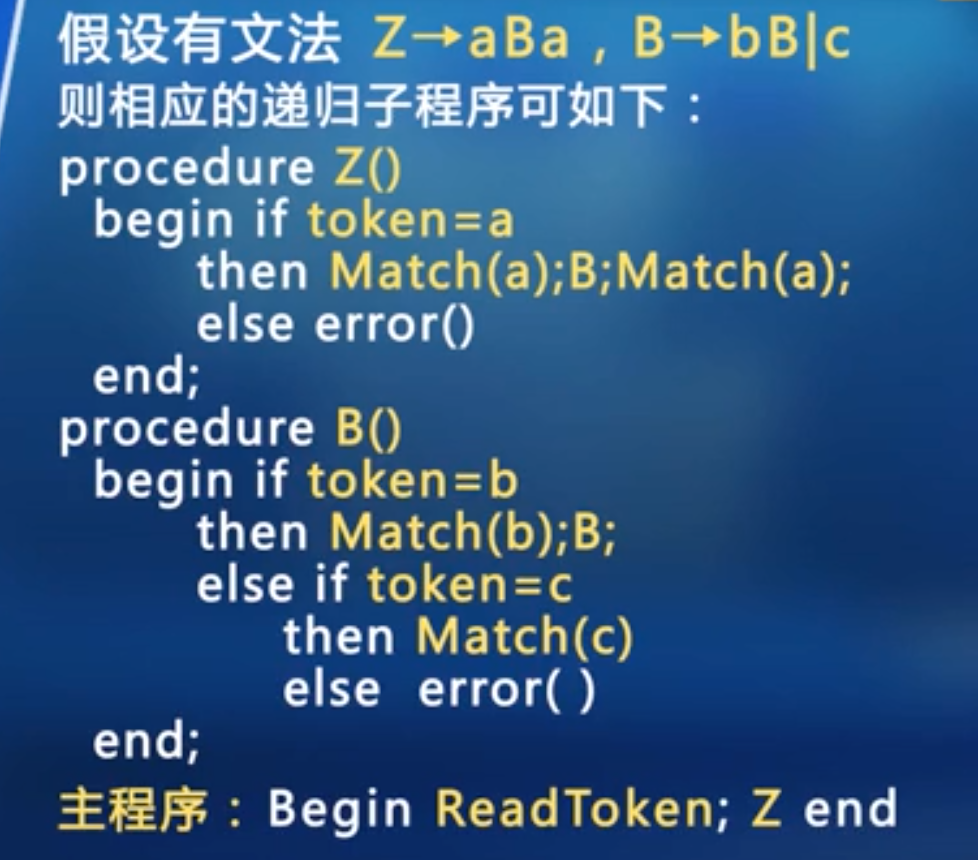 假设有文法 Z→aBa，B→bB|c
则相应的递归子程序可如下：
procedure Z()
begin if token=a
then Match(a);B;Match(a);
else error()
end;
procedure B()
begin if token=b
then Match(b);B;
else if token=c
then Match(c)
else error( )
end;
主程序：Begin ReadToken; Z end